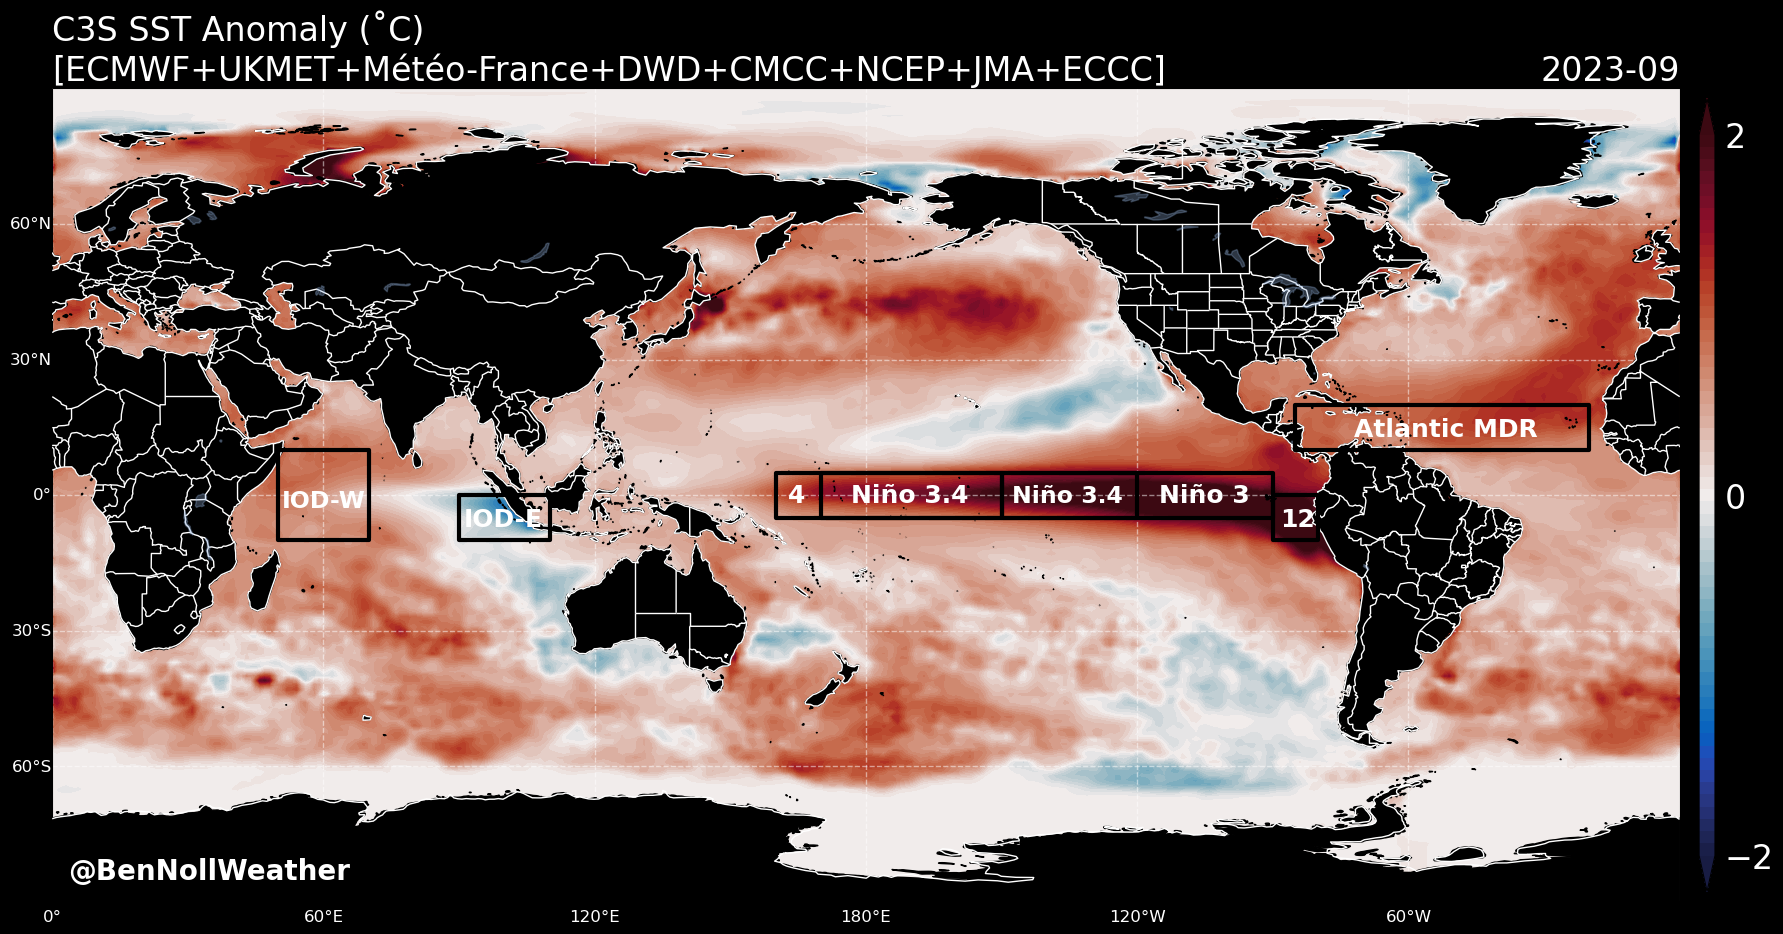 C3S SST Anomaly (˚C)
[ECMWF+UKMET+Météo-France+DWD+CMCC+NCEP+JMA+ECCC]
2023-09
2
60°N
30°N
Atlantic MDR
0°
IOD-W
IOD-E
4
Niño 3.4
Niño 3.4
Niño 3
12
0
30°S
60°S
−2
@BenNollWeather
0°
60°E
120°E
180°E
120°W
60°W